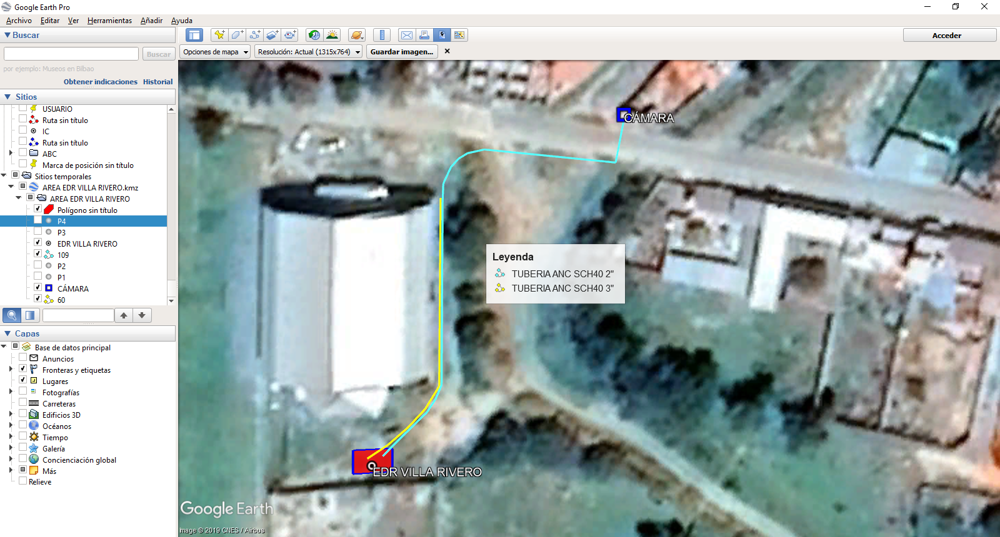 Google Earth Pro
Archivo Editar Ver Herramientas Añadir Ayuda
Buscar
Buscar
por ejemplo: Museos en Bilbao
Obtener indicaciones Historial
Sitios
USUARIO
Ruta sin título
IC
Ruta sin título
ABC
Marca de posición sin título
Sitios temporales
AREA EDR VILLA RIVERO.kmz
AREA EDR VILLA RIVERO
Polígono sin título
P4
P3
EDR VILLA RIVERO
109
P2
P1
CÁMARA
60
Capas
Base de datos principal
Anuncios
Fronteras y etiquetas
Lugares
Fotografías
Carreteras
Edificios 3D
Océanos
Tiempo
Galería
Concienciación global
Más
Relieve
Acceder
Opciones de mapa Resolución: Actual (1315x764) Guardar imagen...
CÁMARA
Leyenda
TUBERIA ANC SCH40 2"
TUBERIA ANC SCH40 3"
EDR VILLA RIVERO
Google Earth
Image © 2019 CNES / Airbus